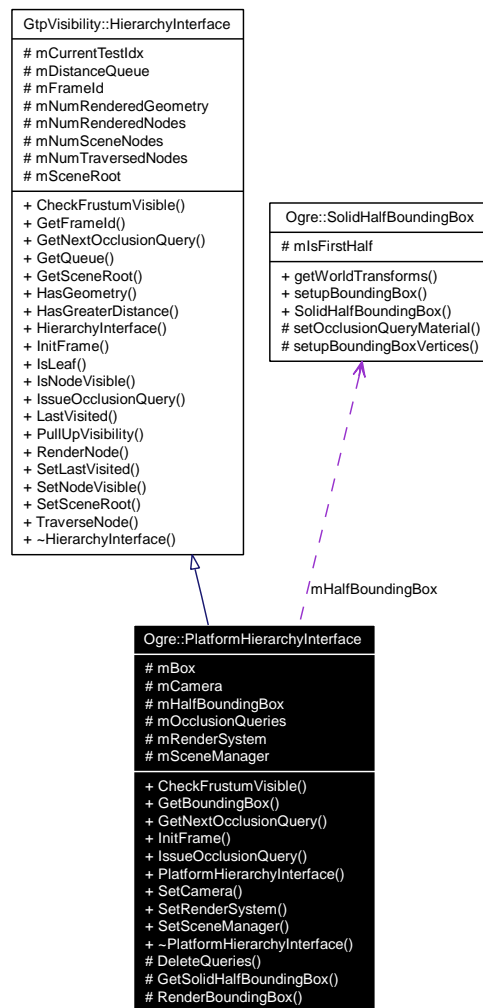 GtpVisibility::HierarchyInterface
# mCurrentTestIdx
# mDistanceQueue
# mFrameId
# mNumRenderedGeometry
# mNumRenderedNodes
# mNumSceneNodes
# mNumTraversedNodes
# mSceneRoot
+ CheckFrustumVisible()
+ GetFrameId()
+ GetNextOcclusionQuery()
+ GetQueue()
+ GetSceneRoot()
+ HasGeometry()
+ HasGreaterDistance()
+ HierarchyInterface()
+ InitFrame()
+ IsLeaf()
+ IsNodeVisible()
+ IssueOcclusionQuery()
+ LastVisited()
+ PullUpVisibility()
+ RenderNode()
+ SetLastVisited()
+ SetNodeVisible()
+ SetSceneRoot()
+ TraverseNode()
+ ~HierarchyInterface()
Ogre::SolidHalfBoundingBox
# mIsFirstHalf
+ getWorldTransforms()
+ setupBoundingBox()
+ SolidHalfBoundingBox()
# setOcclusionQueryMaterial()
# setupBoundingBoxVertices()
mHalfBoundingBox
Ogre::PlatformHierarchyInterface
# mBox
# mCamera
# mHalfBoundingBox
# mOcclusionQueries
# mRenderSystem
# mSceneManager
+ CheckFrustumVisible()
+ GetBoundingBox()
+ GetNextOcclusionQuery()
+ InitFrame()
+ IssueOcclusionQuery()
+ PlatformHierarchyInterface()
+ SetCamera()
+ SetRenderSystem()
+ SetSceneManager()
+ ~PlatformHierarchyInterface()
# DeleteQueries()
# GetSolidHalfBoundingBox()
# RenderBoundingBox()